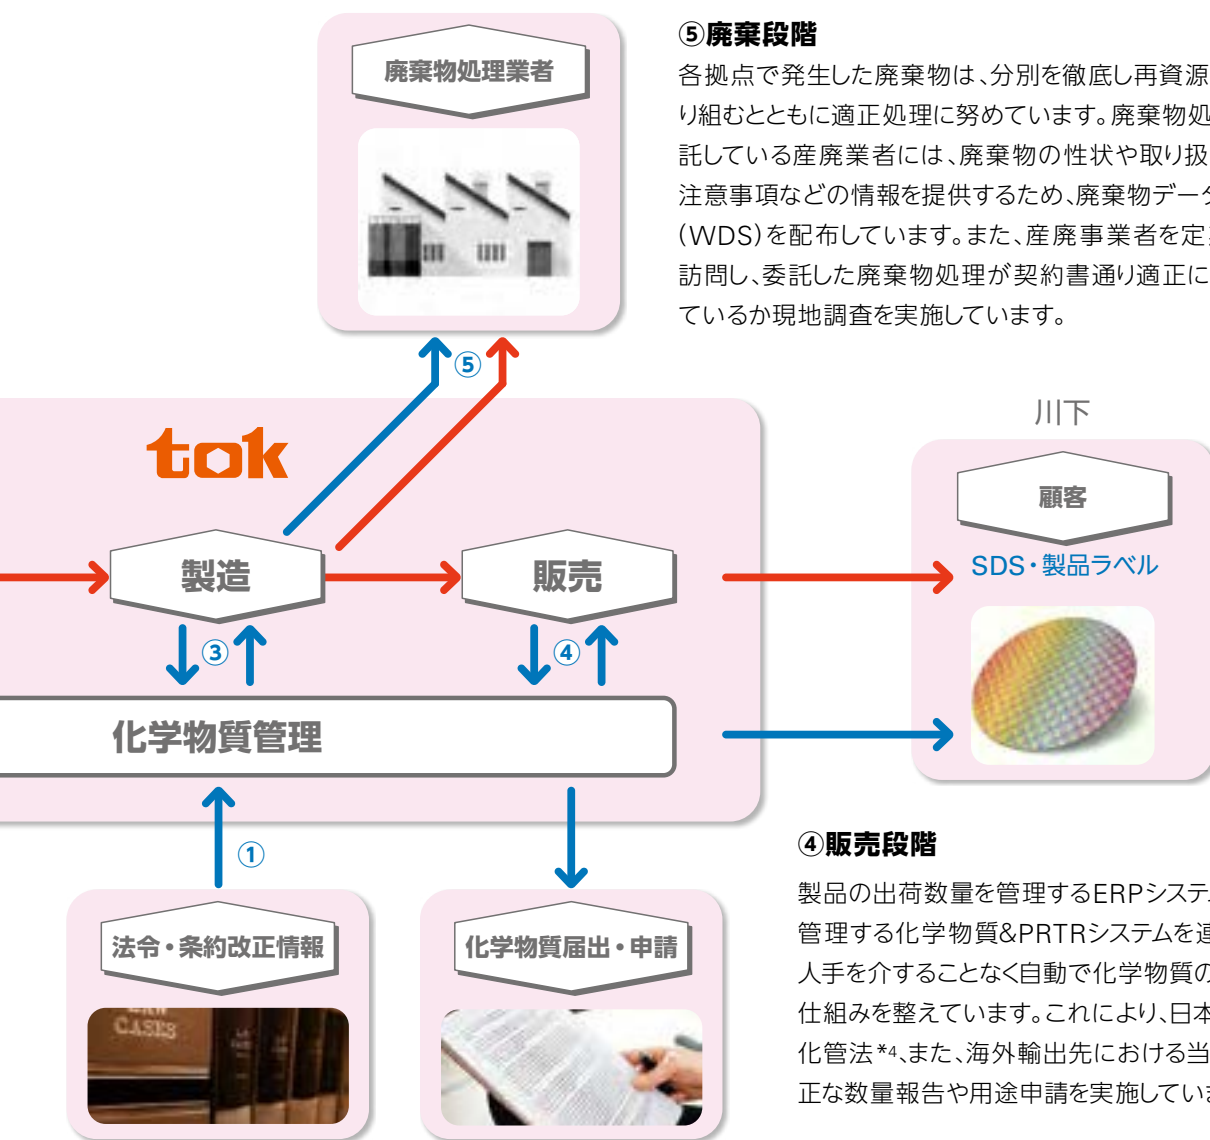 廃棄物処理業者
⑤廃棄段階
各拠点で発生した廃棄物は、分別を徹底し再資源
り組むとともに適正処理に努めています。廃棄物処
託している産廃業者には、廃棄物の性状や取り扱
注意事項などの情報を提供するため、廃棄物データ
（WDS）を配布しています。また、産廃事業者を定
訪問し、委託した廃棄物処理が契約書通り適正に
ているか現地調査を実施しています。
⑤
tok
川下
顧客
SDS・製品ラベル
製造
販売
③
④
化学物質管理
①
法令・条約改正情報
CASES
化学物質届出・申請
④販売段階
製品の出荷数量を管理するERPシステ
管理する化学物質&PRTRシステムを連
人手を介することなく自動で化学物質の
仕組みを整えています。これにより、日本
化管法*4、また、海外輸出先における当
正な数量報告や用途申請を実施していま